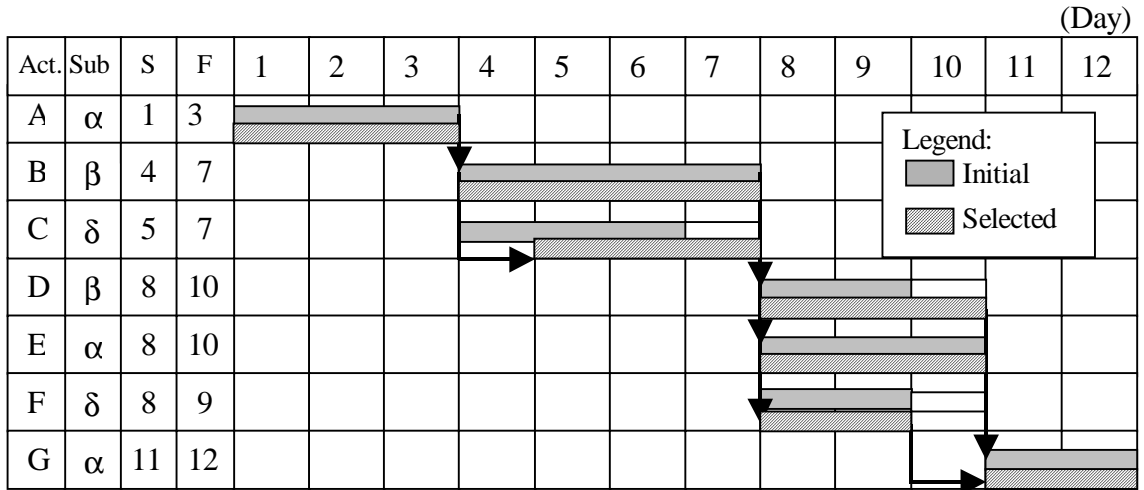 (Day)
Act. Sub S F 1 2 3 4 5 6 7 8 9 10 11 12
A α 1 3
Legend:
B β 4 7 Initial
C δ 5 7 Selected
D β 8 10
E α 8 10
F δ 8 9
G α 11 12